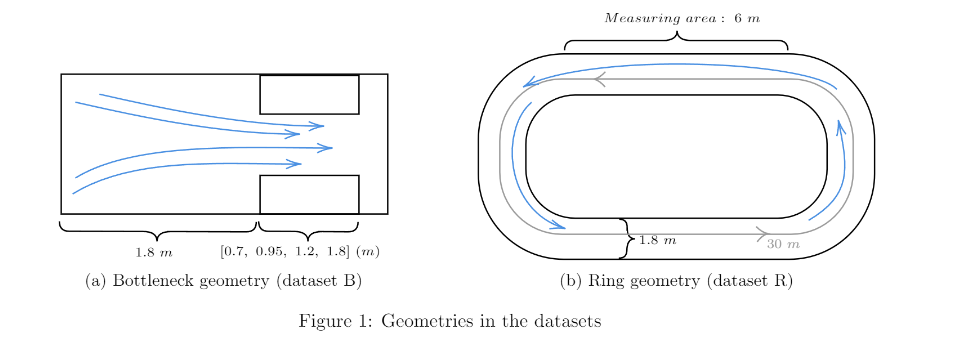 Measuring area : 6 m
1.8 m
[0.7, 0.95, 1.2, 1.8] (m)
1.8 m
30 m
(a) Bottleneck geometry (dataset B)
(b) Ring geometry (dataset R)
Figure 1: Geometries in the datasets